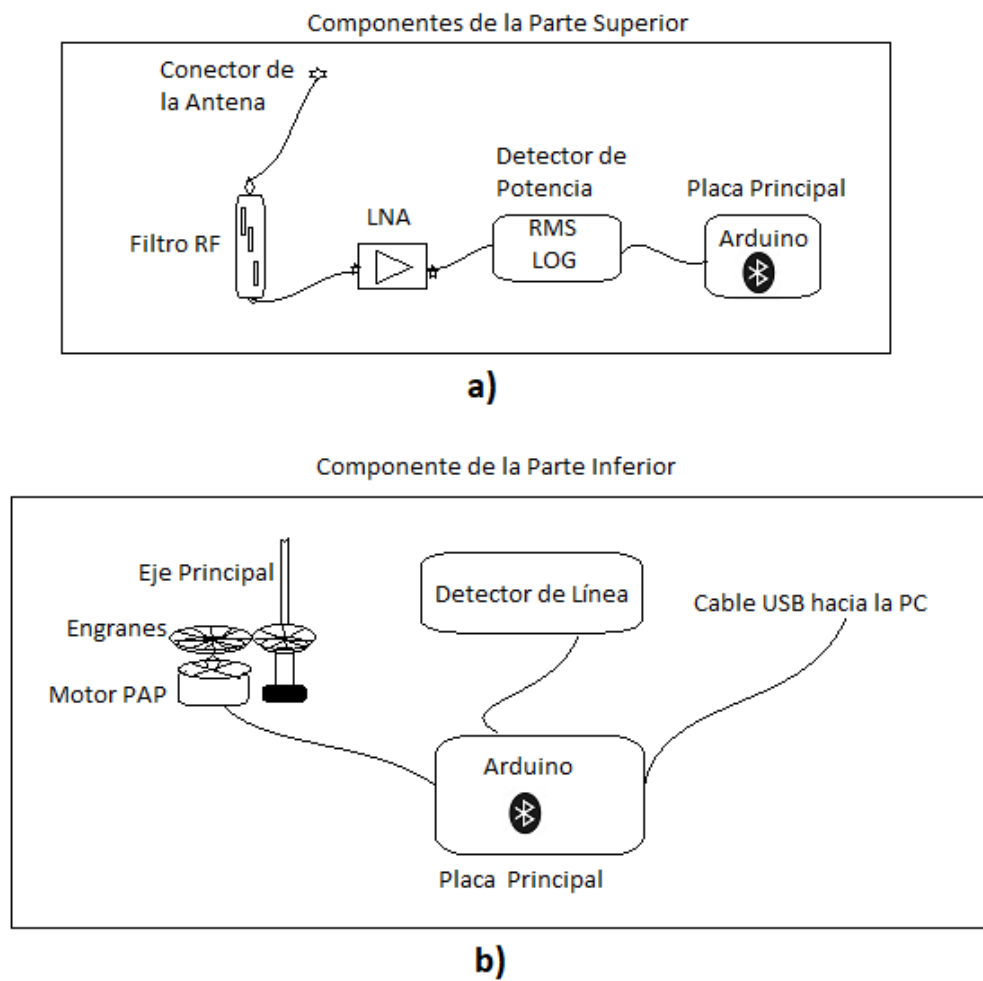 Componentes de la Parte Superior
Conector de
la Antena
Detector de
Potencia
Placa Principal
LNA
RMS
LOG
Arduino
Filtro RF
a)
Componente de la Parte Inferior
Eje Principal
Detector de Línea
Cable USB hacia la PC
Engranes
Motor PAP
Arduino
Placa Principal
b)